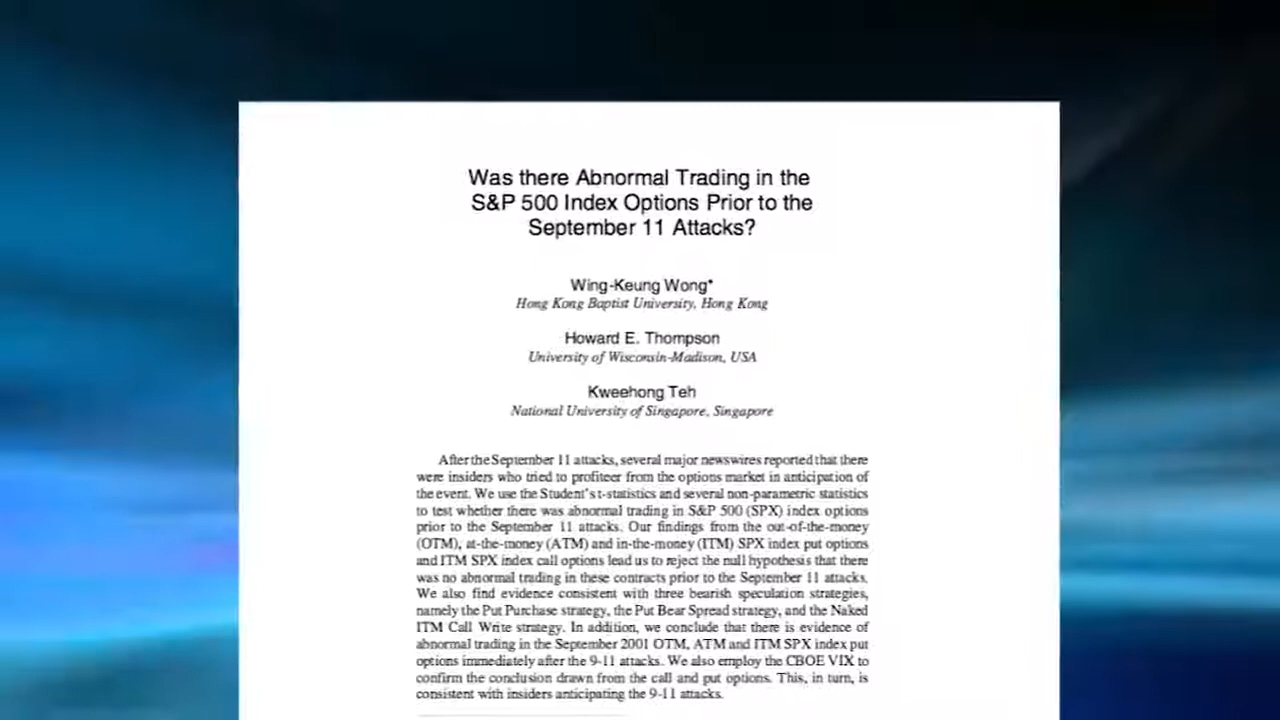 Was there Abnormal Trading in the
S&P 500 Index Options Prior to the
September 11 Attacks?
Wing-Keung Wong*
Hong Kong Baptist University, Hong Kong
Howard E. Thompson
University of Wisconsin-Madison, USA
Kweehong Teh
National University of Singapore, Singapore
After the September 11 attacks, several major newswires reported that there
were insiders who tried to profiteer from the options market in anticipation of
the event. We use the Student's t-statistics and several non-parametric statistics
to test whether there was abnormal trading in S&P 500 (SPX) index options
prior to the September 11 attacks. Our findings from the out-of-the-money
(OTM), at-the-money (ATM) and in-the-money (ITM) SPX index put options
and ITM SPX index call options lead us to reject the null hypothesis that there
was no abnormal trading in these contracts prior to the September 11 attacks.
We also find evidence consistent with three bearish speculation strategies,
namely the Put Purchase strategy, the Put Bear Spread strategy, and the Naked
ITM Call Write strategy. In addition, we conclude that there is evidence of
abnormal trading in the September 2001 OTM, ATM and ITM SPX index put
options immediately after the 9-11 attacks. We also employ the CBOE VIX to
confirm the conclusion drawn from the call and put options. This, in turn, is
consistent with insiders anticipating the 9-11 attacks.